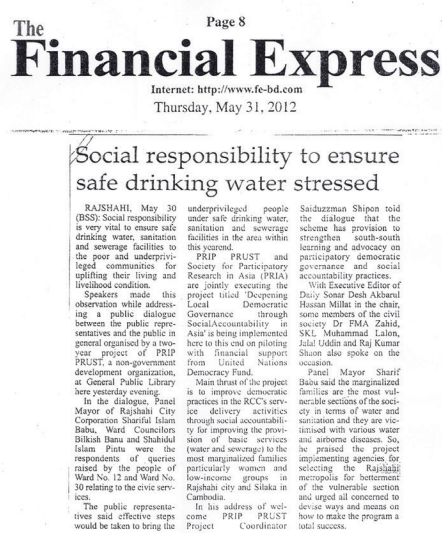 Page 8
The
Financial Express
Internet: http://www.fe-bd.com
Thursday, May 31, 2012
Social responsibility to ensure
safe drinking water stressed
RAJSHAHI, May 30
(BSS): Social responsibility
is very vital to ensure safe
drinking water, sanitation
and sewerage facilities to
the poor and underprivi-
leged communities for
uplifting their living and
livelihood condition.
Speakers made this
observation while address-
ing a public dialogue
between the public repre-
sentatives and the public in
general organised by a two-
year project of PRIP
PRUST, a non-government
development organization,
at General Public Library
here yesterday evening.
In the dialogue, Panel
Mayor of Rajshahi City
Corporation Shariful Islam
Babu, Ward Councilors
Bilkish Banu and Shahidul
Islam Pintu were the
respondents of queries
raised by the people of
Ward No. 12 and Ward No.
30 relating to the civic serv-
ices.
The public representa-
tives said effective steps
would be taken to bring the
underprivileged people
under safe drinking water,
sanitation and sewerage
facilities in the area within
this yearend.
PRIP PRUST and
Society for Participatory
Research in Asia (PRIA)
are jointly executing the
project titled 'Deepening
Local Democratic
Governance through
SocialAccountability in
Asia' is being implemented
here to this end on piloting
with financial support
from United Nations
Democracy Fund.
Main thrust of the project
is to improve democratic
practices in the RCC's serv-
ice delivery activities
through social accountabil-
ity for improving the provi-
sion of basic services
(water and sewerage) to the
most marginalized families
particularly women and
low-income groups in
Rajshahi city and Silaka in
Cambodia.
In his address of wel-
come PRIP PRUST
Project Coordinator
Saiduzzman Shipon told
the dialogue that the
scheme has provision to
strengthen south-south
learning and advocacy on
participatory democratic
governance and social
accountability practices.
With Executive Editor of
Daily Sonar Desh Akbarul
Hassan Millat in the chair,
some members of the civil
society Dr FMA Zahid,
SKL Muhammad Lalon,
Jalal Uddin and Raj Kumar
Shaon also spoke on the
occasion.
Panel Mayor Sharif
Babu said the marginalized
families are the most vul-
nerable sections of the soci-
ety in terms of water and
sanitation and they are vic-
timised with various water
and airborne diseases. So,
he praised the project
implementing agencies for
selecting the Rajshahi
metropolis for betterment
of the vulnerable section
and urged all concerned to
devise ways and means on
how to make the program a
total success.